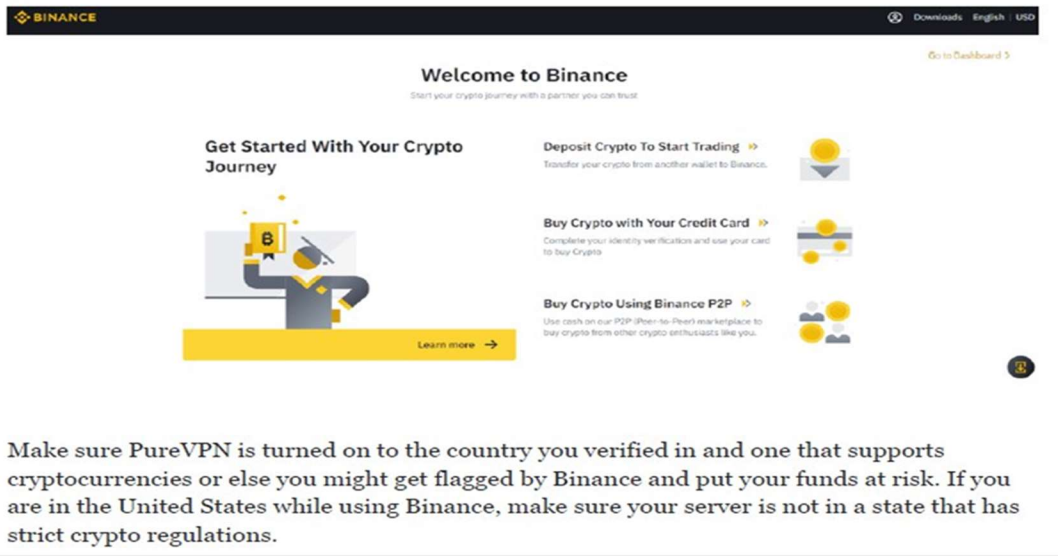 BINANCE
Downloads English | USD
Go to Dashboard
Welcome to Binance
Start your crypto journey with a partner you can trust
Get Started With Your Crypto
Journey
Learn more →
Deposit Crypto To Start Trading
Transfer your crypto from another wallet to Binance.
Buy Crypto with Your Credit Card
Complete your identity verification and use your card
to buy Crypto
Buy Crypto Using Binance P2P
Use cash on our P2P (Peer-to-Peer) marketplace to
buy crypto from other crypto enthusiasts like you.
Make sure PureVPN is turned on to the country you verified in and one that supports
cryptocurrencies or else you might get flagged by Binance and put your funds at risk. If you
are in the United States while using Binance, make sure your server is not in a state that has
strict crypto regulations.